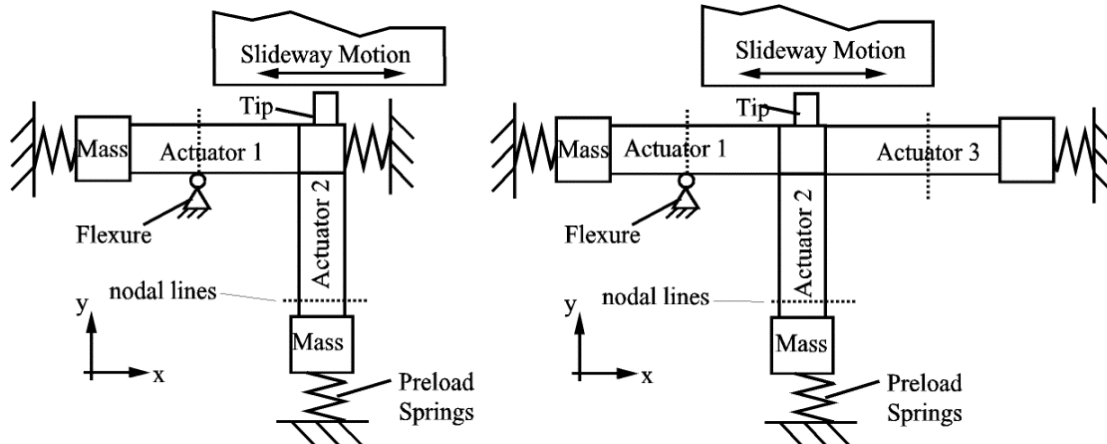 Slideway Motion
Tip
Mass
Actuator 1
Actuator 2
Flexure
nodal lines
y
Mass
x
Preload
Springs
Slideway Motion
Tip
Mass
Actuator 1
Actuator 3
Actuator 2
Flexure
nodal lines
y
Mass
x
Preload
Springs